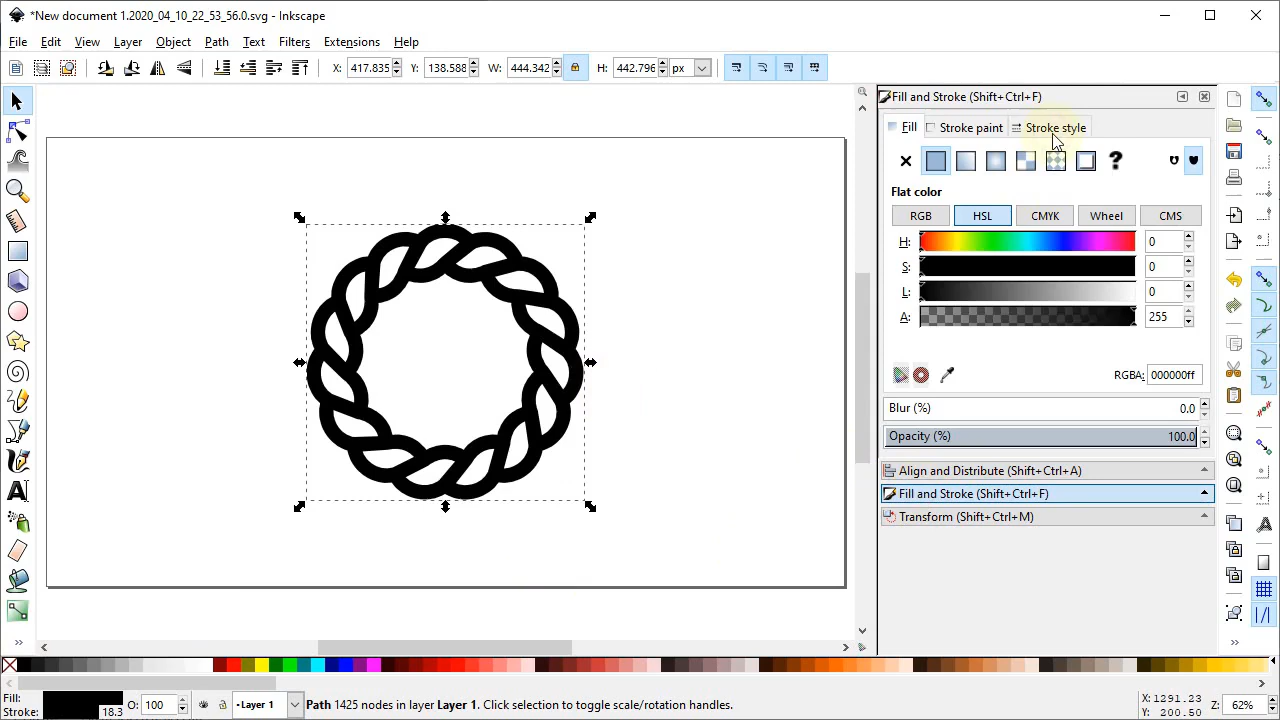 *New document 1.2020_04_10_22_53_56.0.svg - Inkscape
File Edit View Layer Object Path Text Filters Extensions Help
X: 417.835 Y: 138.588 W: 444.342 H: 442.796 px
Fill and Stroke (Shift+Ctrl+F)
Fill Stroke paint Stroke style
Flat color
RGB HSL CMYK Wheel CMS
H: 0
S: 0
L: 0
A: 255
RGBA: 000000ff
Blur (%) 0.0
Opacity (%) 100.0
Align and Distribute (Shift+Ctrl+A)
Fill and Stroke (Shift+Ctrl+F)
Transform (Shift+Ctrl+M)
Fill:
Stroke: 18.3
O: 100
Layer 1
Path 1425 nodes in layer Layer 1. Click selection to toggle scale/rotation handles.
X: 1291.23
Y: 200.50
Z: 62%